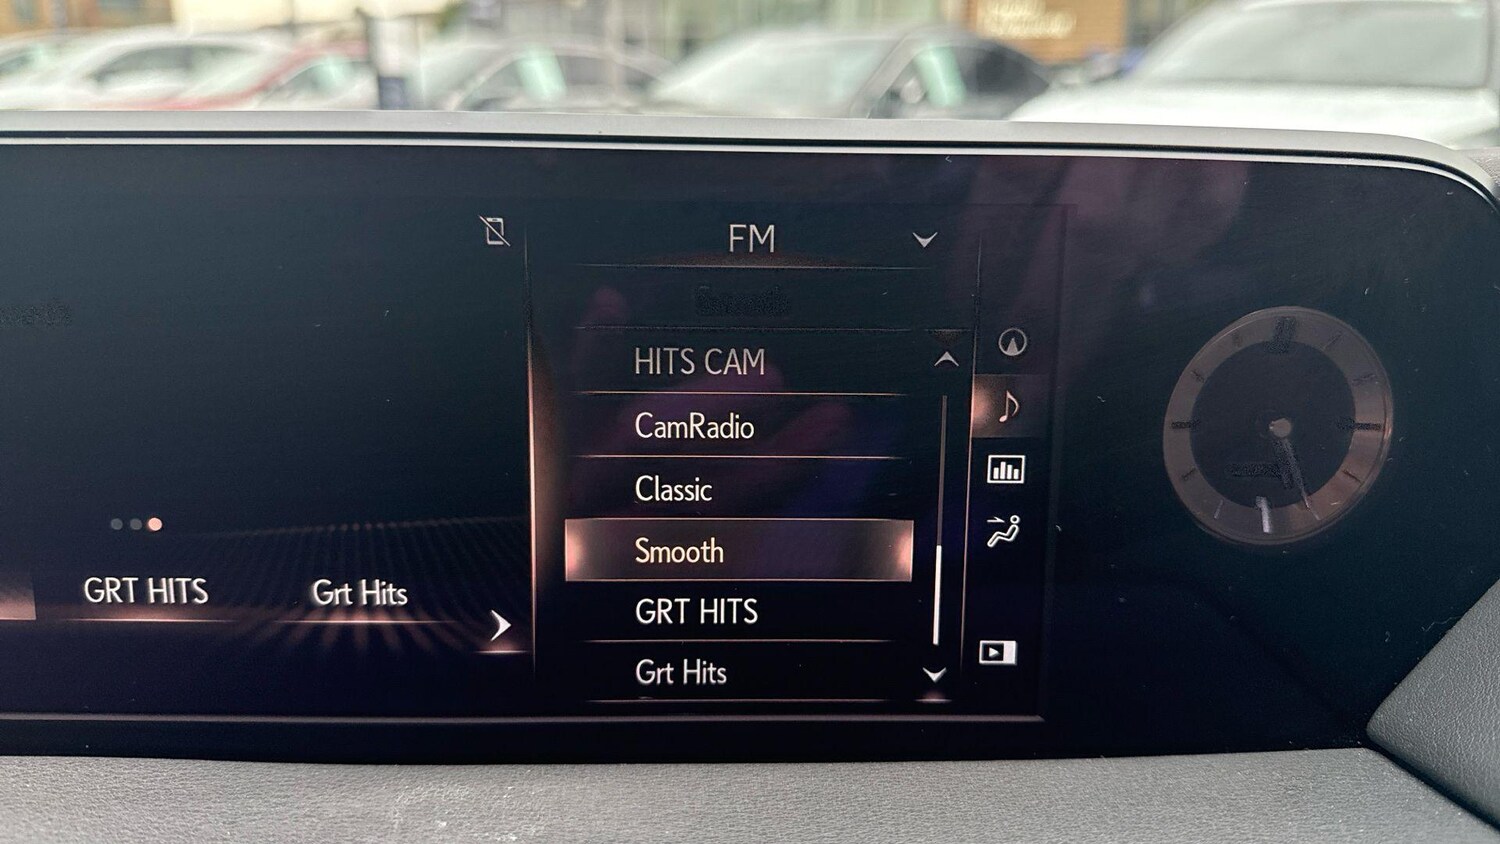 FM
HITS CAM
CamRadio
Classic
Smooth
GRT HITS
Grt Hits
GRT HITS
Grt Hits